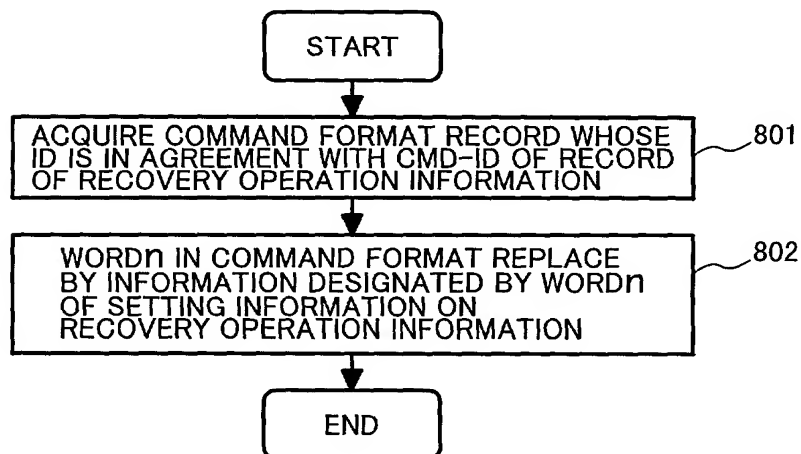 START
ACQUIRE COMMAND FORMAT RECORD WHOSE
ID IS IN AGREEMENT WITH CMD-ID OF RECORD
OF RECOVERY OPERATION INFORMATION
801
WORDn IN COMMAND FORMAT REPLACE
BY INFORMATION DESIGNATED BY WORDn
OF SETTING INFORMATION ON
RECOVERY OPERATION INFORMATION
802
END